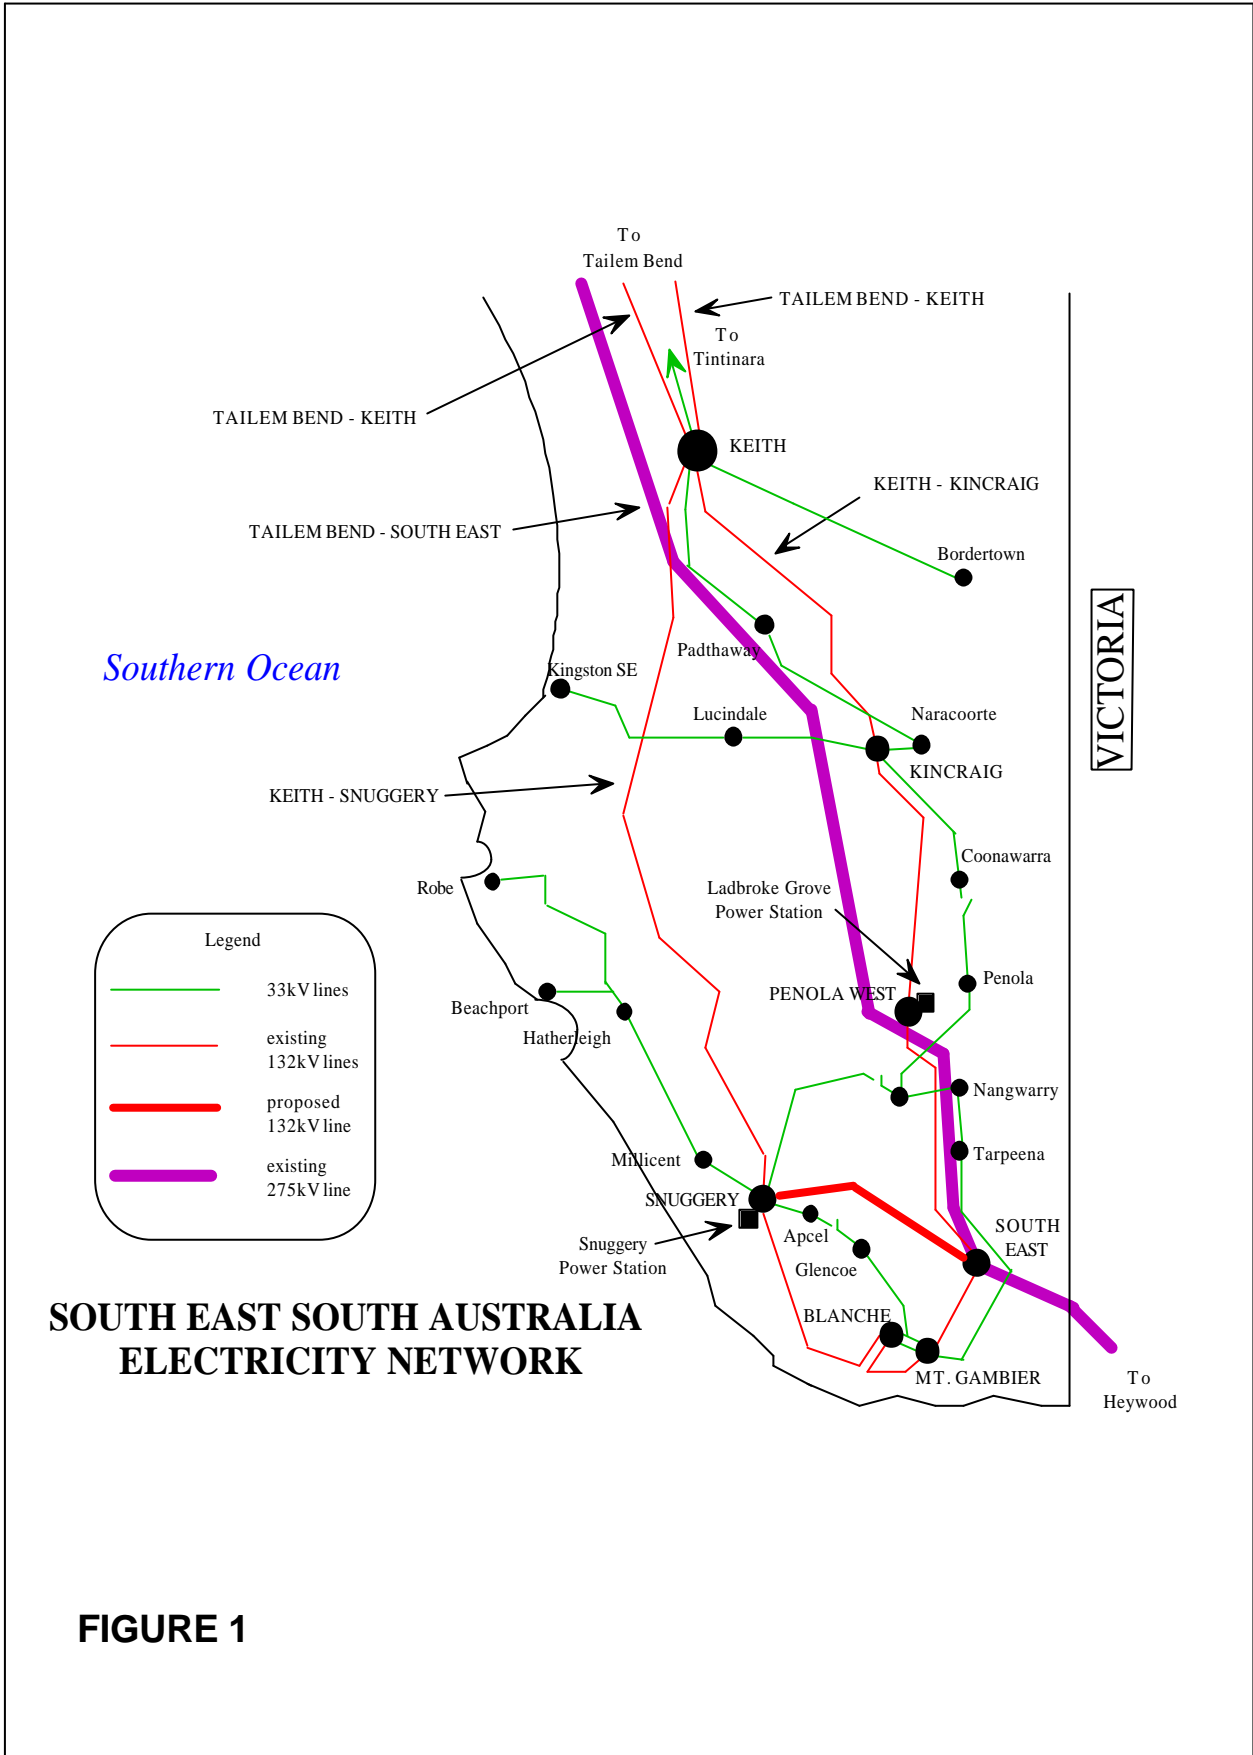 To
Tailem Bend
TAILEM BEND - KEITH
To
Tintinara
TAILEM BEND - KEITH
KEITH
KEITH - KINCRAIG
TAILEM BEND - SOUTH EAST
Bordertown
VICTORIA
Southern Ocean
Padthaway
Kingston SE
Lucindale
Naracoorte
KINCRAIG
KEITH - SNUGGERY
Coonawarra
Robe
Ladbroke Grove
Power Station
Legend
33kV lines
existing
132kV lines
proposed
132kV line
existing
275kV line
Penola
PENOLA WEST
Beachport
Hatherleigh
Nangwarry
Tarpeena
Millicent
SNUGGERY
Apcel
SOUTH
EAST
Snuggery
Power Station
Glencoe
BLANCHE
SOUTH EAST SOUTH AUSTRALIA
ELECTRICITY NETWORK
MT. GAMBIER
To
Heywood
FIGURE 1